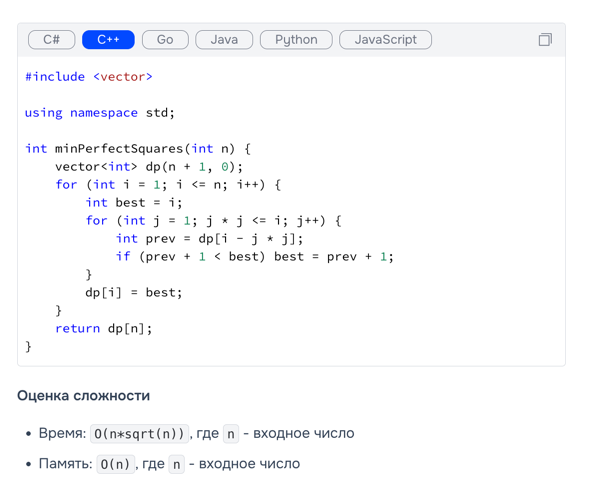 C# C++ Go Java Python JavaScript
#include <vector>
using namespace std;
int minPerfectSquares(int n) {
    vector<int> dp(n + 1, 0);
    for (int i = 1; i <= n; i++) {
        int best = i;
        for (int j = 1; j * j <= i; j++) {
            int prev = dp[i - j * j];
            if (prev + 1 < best) best = prev + 1;
        }
        dp[i] = best;
    }
    return dp[n];
}
Оценка сложности
• Время: O(n*sqrt(n)), где n - входное число
• Память: O(n), где n - входное число